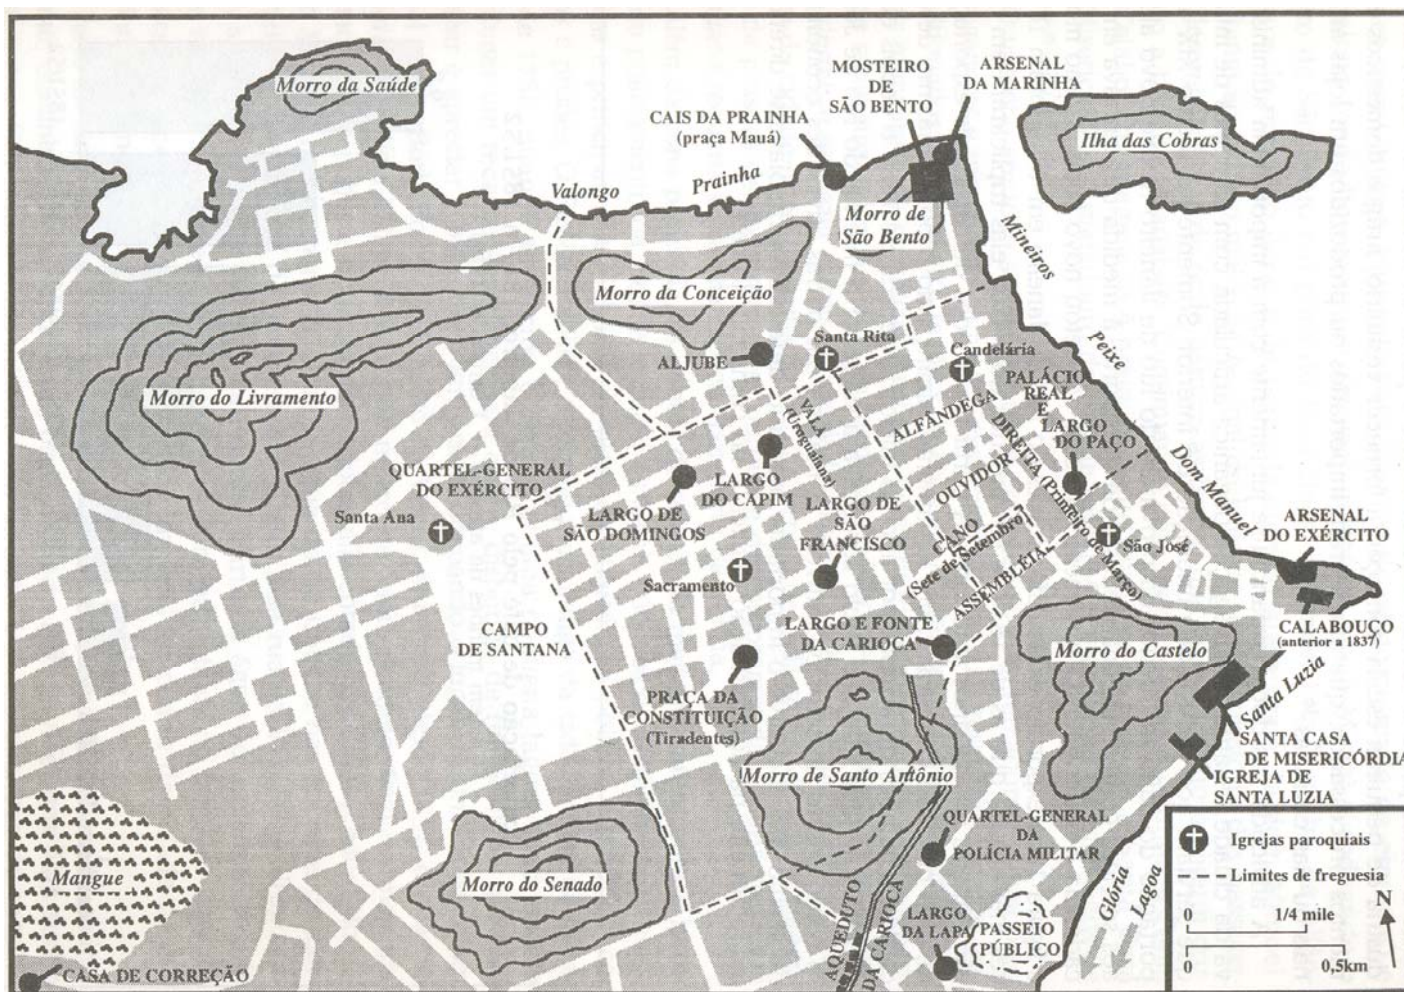 Morro da Saúde
MOSTEIRO
DE
SÃO BENTO
ARSENAL
DA MARINHA
CAIS DA PRAINHA
(praça Mauá)
Ilha das Cobras
Valongo
Prainha
Morro de
São Bento
Mineiros
Morro da Conceição
Santa Rita
Candelária
Peixe
ALJUBE
PALÁCIO
REAL
E
LARGO
DO PAÇO
Morro do Livramento
VALA
(Uruguaiana)
ALFÂNDEGA
DIREITA
(Primeiro de Março)
OUVIDOR
Dom Manuel
QUARTEL-GENERAL
DO EXÉRCITO
LARGO
DO CAPIM
LARGO DE
SÃO
FRANCISCO
Santa Ana
LARGO DE
SÃO DOMINGOS
CANO
(Sete de Setembro)
ARSENAL
DO EXÉRCITO
São José
ASSEMBLÉIA
Sacramento
CAMPO
DE SANTANA
LARGO E FONTE
DA CARIOCA
CALABOUÇO
(anterior a 1837)
Morro do Castelo
Santa Luzia
PRAÇA DA
CONSTITUIÇÃO
(Tiradentes)
SANTA CASA
DE MISERICÓRDIA
Morro de Santo Antônio
IGREJA DE
SANTA LUZIA
QUARTEL-GENERAL
DA
POLÍCIA MILITAR
Mangue
Morro do Senado
AQUEDUTO
DA CARIOCA
LARGO
DA LAPA
PASSEIO
PÚBLICO
Glória
Lagoa
CASA DE CORREÇÃO
Igrejas paroquiais
Limites de freguesia
N
0 1/4 mile
0 0,5km